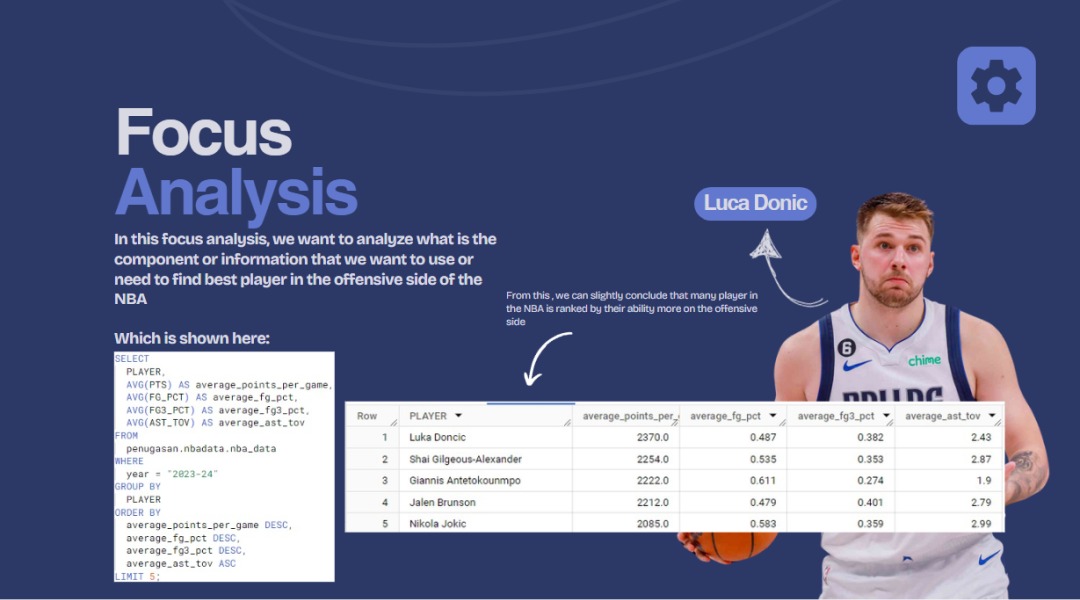 Focus
Analysis
In this focus analysis, we want to analyze what is the
component or information that we want to use or
need to find best player in the offensive side of the
NBA
Which is shown here:
SELECT
PLAYER,
AVG(PTS) AS average_points_per_game,
AVG(FG_PCT) AS average_fg_pct,
AVG(FG3_PCT) AS average_fg3_pct,
AVG(AST_TOV) AS average_ast_tov
FROM
penugasan.nbadata.nba_data
WHERE
year = "2023-24"
GROUP BY
PLAYER
ORDER BY
average_points_per_game DESC,
average_fg_pct DESC,
average_fg3_pct DESC,
average_ast_tov ASC
LIMIT 5;
Luca Donic
From this , we can slightly conclude that many player in
the NBA is ranked by their ability more on the offensive
side
6
chime
Row PLAYER average_points_per_ average_fg_pct average_fg3_pct average_ast_tov
1 Luka Doncic 2370.0 0.487 0.382 2.43
2 Shai Gilgeous-Alexander 2254.0 0.535 0.353 2.87
3 Giannis Antetokounmpo 2222.0 0.611 0.274 1.9
4 Jalen Brunson 2212.0 0.479 0.401 2.79
5 Nikola Jokic 2085.0 0.583 0.359 2.99